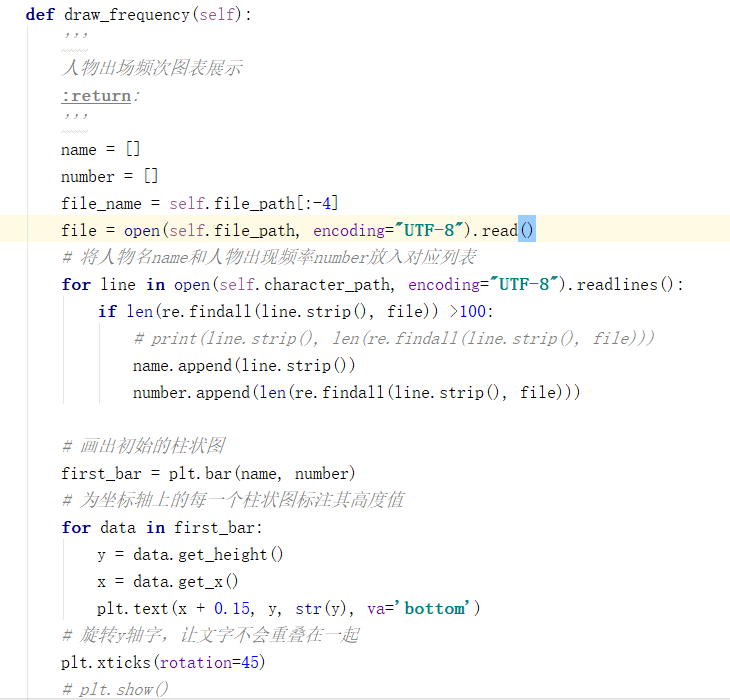 def draw_frequency(self):
    '''
    人物出场频次图表展示
    :return:
    '''
    name = []
    number = []
    file_name = self.file_path[:-4]
    file = open(self.file_path, encoding="UTF-8").read()
    # 将人物名name和人物出现频率number放入对应列表
    for line in open(self.character_path, encoding="UTF-8").readlines():
        if len(re.findall(line.strip(), file)) >100:
            # print(line.strip(), len(re.findall(line.strip(), file)))
            name.append(line.strip())
            number.append(len(re.findall(line.strip(), file)))
    # 画出初始的柱状图
    first_bar = plt.bar(name, number)
    # 为坐标轴上的每一个柱状图标注其高度值
    for data in first_bar:
        y = data.get_height()
        x = data.get_x()
        plt.text(x + 0.15, y, str(y), va='bottom')
    # 旋转y轴字，让文字不会重叠在一起
    plt.xticks(rotation=45)
    # plt.show()